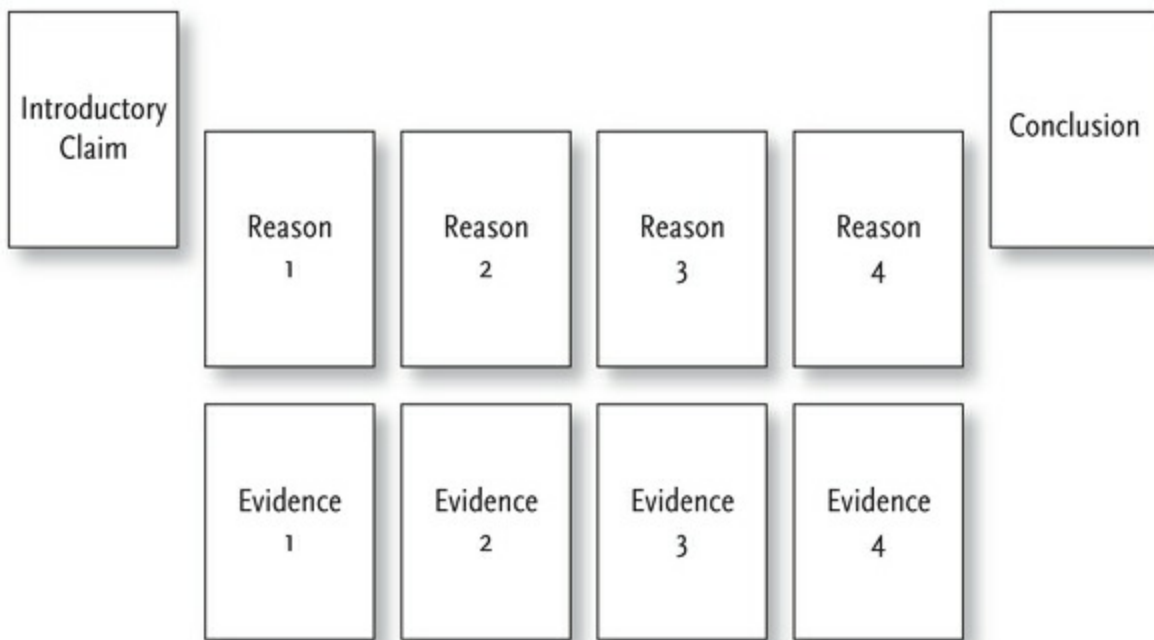 Introductory
Claim
Conclusion
Reason
1
Reason
2
Reason
3
Reason
4
Evidence
1
Evidence
2
Evidence
3
Evidence
4